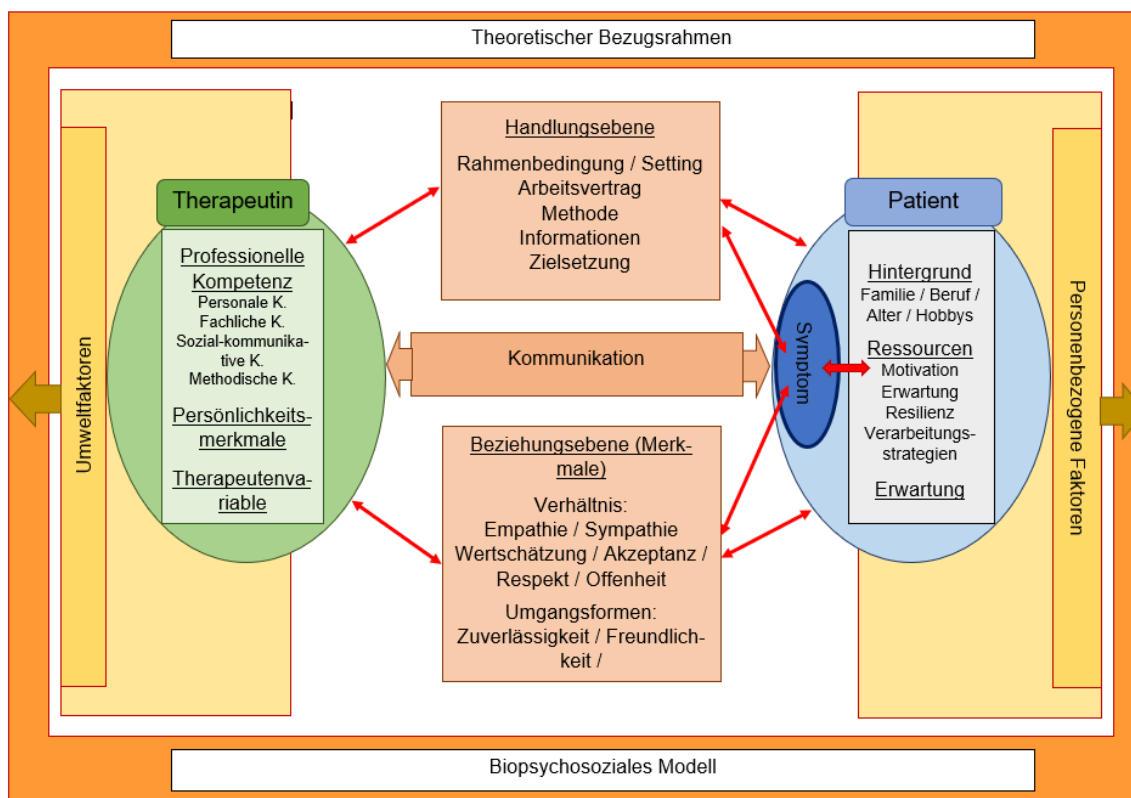 Theoretischer Bezugsrahmen
Umweltfaktoren
Therapeutin
Professionelle
Kompetenz
Personale K.
Fachliche K.
Sozial-kommunika-
tive K.
Methodische K.
Persönlichkeits-
merkmale
Therapeutenva-
riable
Handlungsebene
Rahmenbedingung / Setting
Arbeitsvertrag
Methode
Informationen
Zielsetzung
Kommunikation
Beziehungsebene (Merk-
male)
Verhältnis:
Empathie / Sympathie
Wertschätzung / Akzeptanz /
Respekt / Offenheit
Umgangsformen:
Zuverlässigkeit / Freundlich-
keit /
Patient
Symptom
Hintergrund
Familie / Beruf /
Alter / Hobbys
Ressourcen
Motivation
Erwartung
Resilienz
Verarbeitungs-
strategien
Erwartung
Personenbezogene Faktoren
Biopsychosoziales Modell